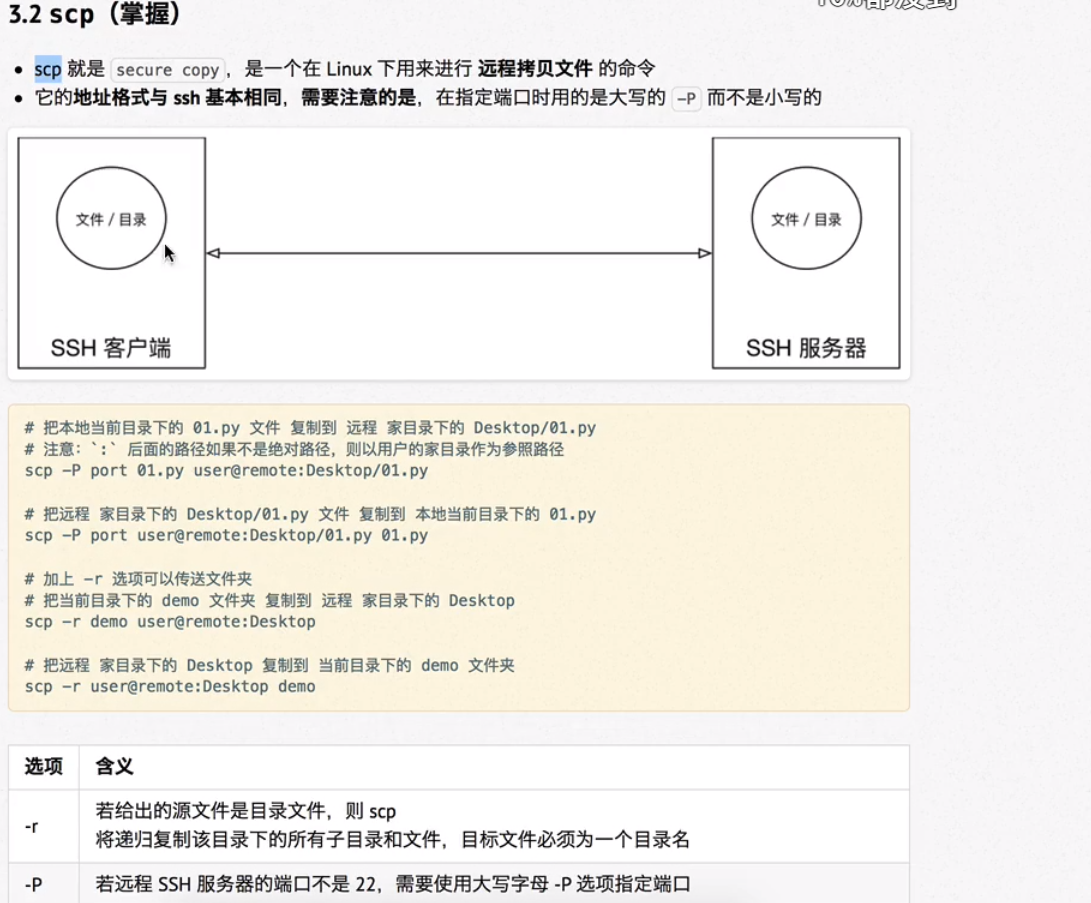 3.2 scp（掌握）
• scp 就是 secure copy，是一个在 Linux 下用来进行 远程拷贝文件 的命令
• 它的地址格式与 ssh 基本相同，需要注意的是，在指定端口时用的是大写的 -P 而不是小写的
文件 / 目录
文件 / 目录
SSH 客户端
SSH 服务器
# 把本地当前目录下的 01.py 文件 复制到 远程 家目录下的 Desktop/01.py
# 注意：`:` 后面的路径如果不是绝对路径，则以用户的家目录作为参照路径
scp -P port 01.py user@remote:Desktop/01.py
# 把远程 家目录下的 Desktop/01.py 文件 复制到 本地当前目录下的 01.py
scp -P port user@remote:Desktop/01.py 01.py
# 加上 -r 选项可以传送文件夹
# 把当前目录下的 demo 文件夹 复制到 远程 家目录下的 Desktop
scp -r demo user@remote:Desktop
# 把远程 家目录下的 Desktop 复制到 当前目录下的 demo 文件夹
scp -r user@remote:Desktop demo
选项 含义
-r 若给出的源文件是目录文件，则 scp
将递归复制该目录下的所有子目录和文件，目标文件必须为一个目录名
-P 若远程 SSH 服务器的端口不是 22，需要使用大写字母 -P 选项指定端口